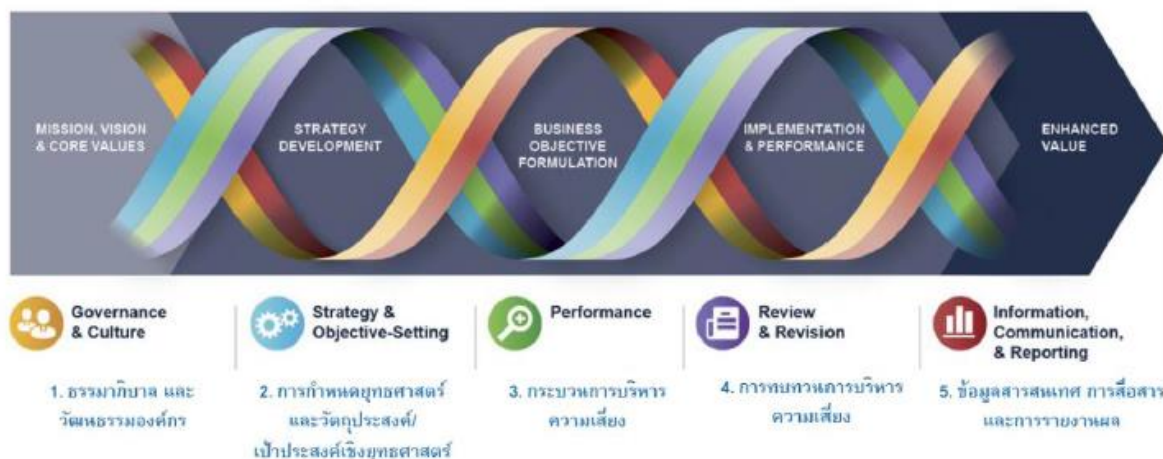 MISSION, VISION
& CORE VALUES
STRATEGY
DEVELOPMENT
BUSINESS
OBJECTIVE
FORMULATION
IMPLEMENTATION
& PERFORMANCE
ENHANCED
VALUE
Governance
& Culture
Strategy &
Objective-Setting
Performance
Review
& Revision
Information,
Communication,
& Reporting
1. ธรรมาภิบาล และ
วัฒนธรรมองค์กร
2. การกำหนดยุทธศาสตร์
และวัตถุประสงค์/
เป้าประสงค์เชิงยุทธศาสตร์
3. กระบวนการบริหาร
ความเสี่ยง
4. การทบทวนการบริหาร
ความเสี่ยง
5. ข้อมูลสารสนเทศ การสื่อสาร
และการรายงานผล